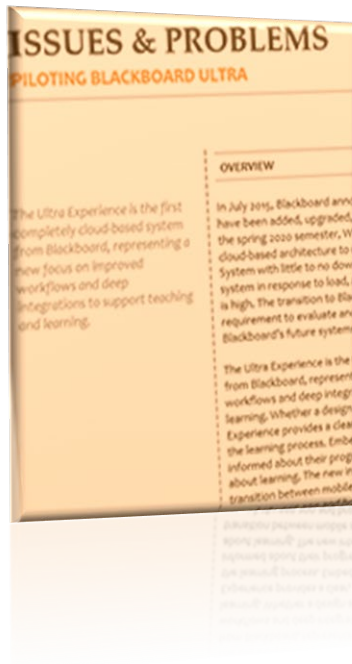 ISSUES & PROBLEMS
PILOTING BLACKBOARD ULTRA
The Ultra Experience is the first
completely cloud-based system
from Blackboard, representing a
new focus on improved
workflows and deep
integrations to support teaching
and learning.
OVERVIEW
In July 2015, Blackboard anno
have been added, upgraded,
the spring 2020 semester, W
cloud-based architecture to
System with little to no dow
system in response to load,
is high. The transition to Bla
requirement to evaluate an
Blackboard's future systems
The Ultra Experience is the
from Blackboard, represent
workflows and deep integr
learning. Whether a design
Experience provides a clea
the learning process. Embe
informed about their prog
about learning. The new in
transition between mobile